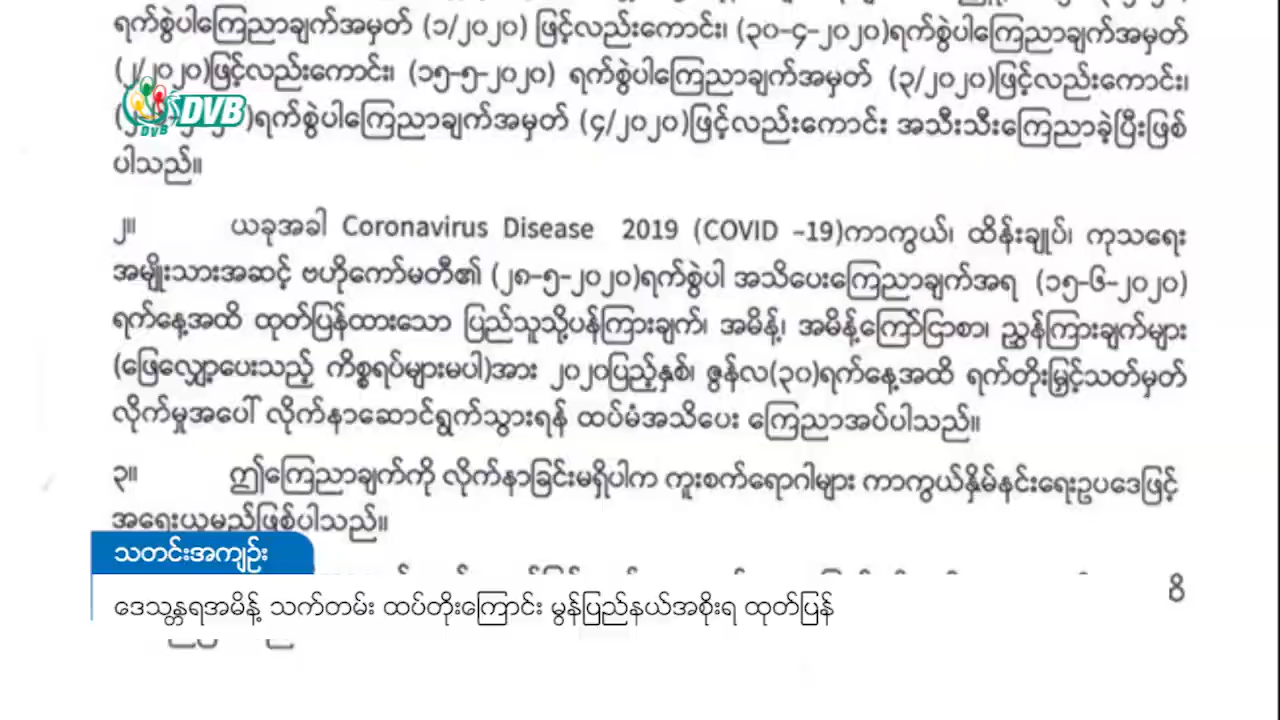 ရက်စွဲပါကြေညာချက်အမှတ် (၁/၂၀၂၀) ဖြင့်လည်းကောင်း၊ (၃၀-၄-၂၀၂၀)ရက်စွဲပါကြေညာချက်အမှတ်
(၂/၂၀၂၀)ဖြင့်လည်းကောင်း၊ (၁၅-၅-၂၀၂၀) ရက်စွဲပါကြေညာချက်အမှတ် (၃/၂၀၂၀)ဖြင့်လည်းကောင်း၊
DVB DVB
ရက်စွဲပါကြေညာချက်အမှတ် (၄/၂၀၂၀)ဖြင့်လည်းကောင်း အသီးသီးကြေညာခဲ့ပြီးဖြစ်
ပါသည်။
၂။ ယခုအခါ Coronavirus Disease 2019 (COVID -19)ကာကွယ်၊ ထိန်းချုပ်၊ ကုသရေး
အမျိုးသားအဆင့် ဗဟိုကော်မတီ၏ (၂၈-၅-၂၀၂၀)ရက်စွဲပါ အသိပေးကြေညာချက်အရ (၁၅-၆-၂၀၂၀)
ရက်နေ့အထိ ထုတ်ပြန်ထားသော ပြည်သူသို့ပန်ကြားချက်၊ အမိန့်၊ အမိန့်ကြော်ငြာစာ၊ ညွှန်ကြားချက်များ
(ဖြေလျှော့ပေးသည့် ကိစ္စရပ်များမပါ)အား ၂၀၂၀ပြည့်နှစ်၊ ဇွန်လ(၃၀)ရက်နေ့အထိ ရက်တိုးမြှင့်သတ်မှတ်
လိုက်မှုအပေါ် လိုက်နာဆောင်ရွက်သွားရန် ထပ်မံအသိပေး ကြေညာအပ်ပါသည်။
၃။ ဤကြေညာချက်ကို လိုက်နာခြင်းမရှိပါက ကူးစက်ရောဂါများ ကာကွယ်နှိမ်နင်းရေးဥပဒေဖြင့်
အရေးယူမည်ဖြစ်ပါသည်။
သတင်းအကျဉ်း
ဒေသန္တရအမိန့် သက်တမ်း ထပ်တိုးကြောင်း မွန်ပြည်နယ်အစိုးရ ထုတ်ပြန်